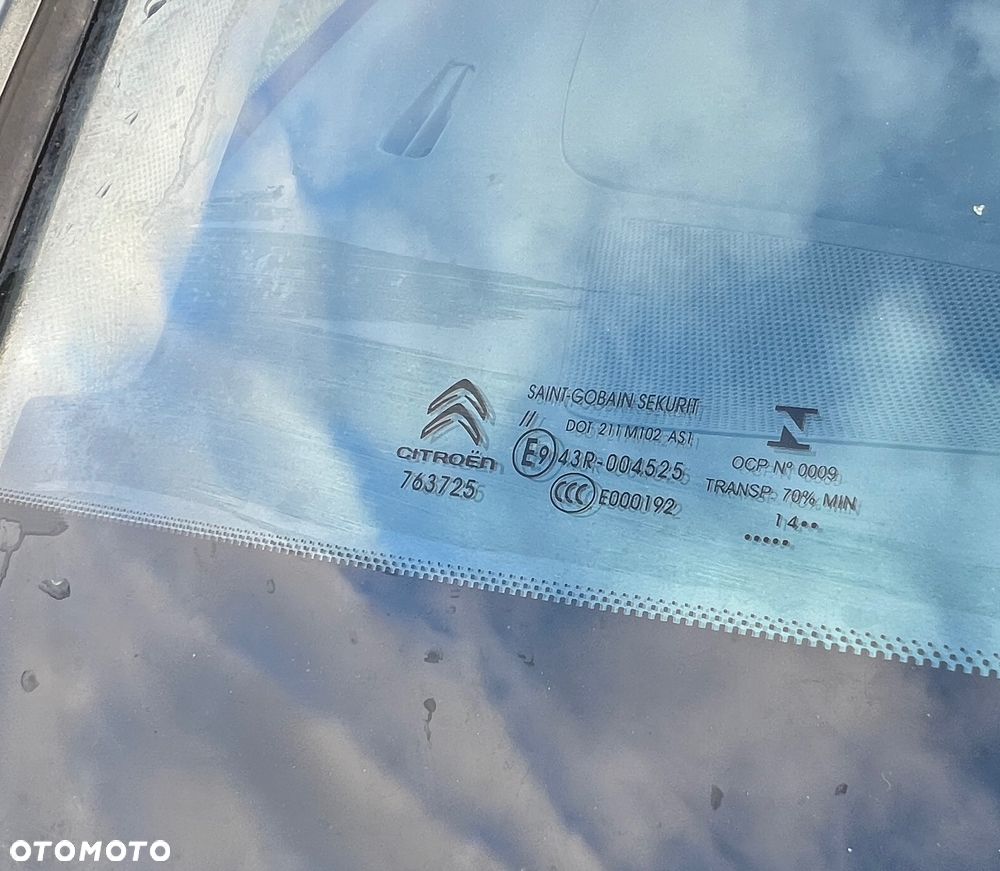 CITROËN
763725
SAINT-GOBAIN SEKURIT
///
DOT 211 M102 AS1
E9 43R-004525
CCC E000192
OCP Nº 0009
TRANSP. 70% MIN
14••
•••••
OTOMOTO